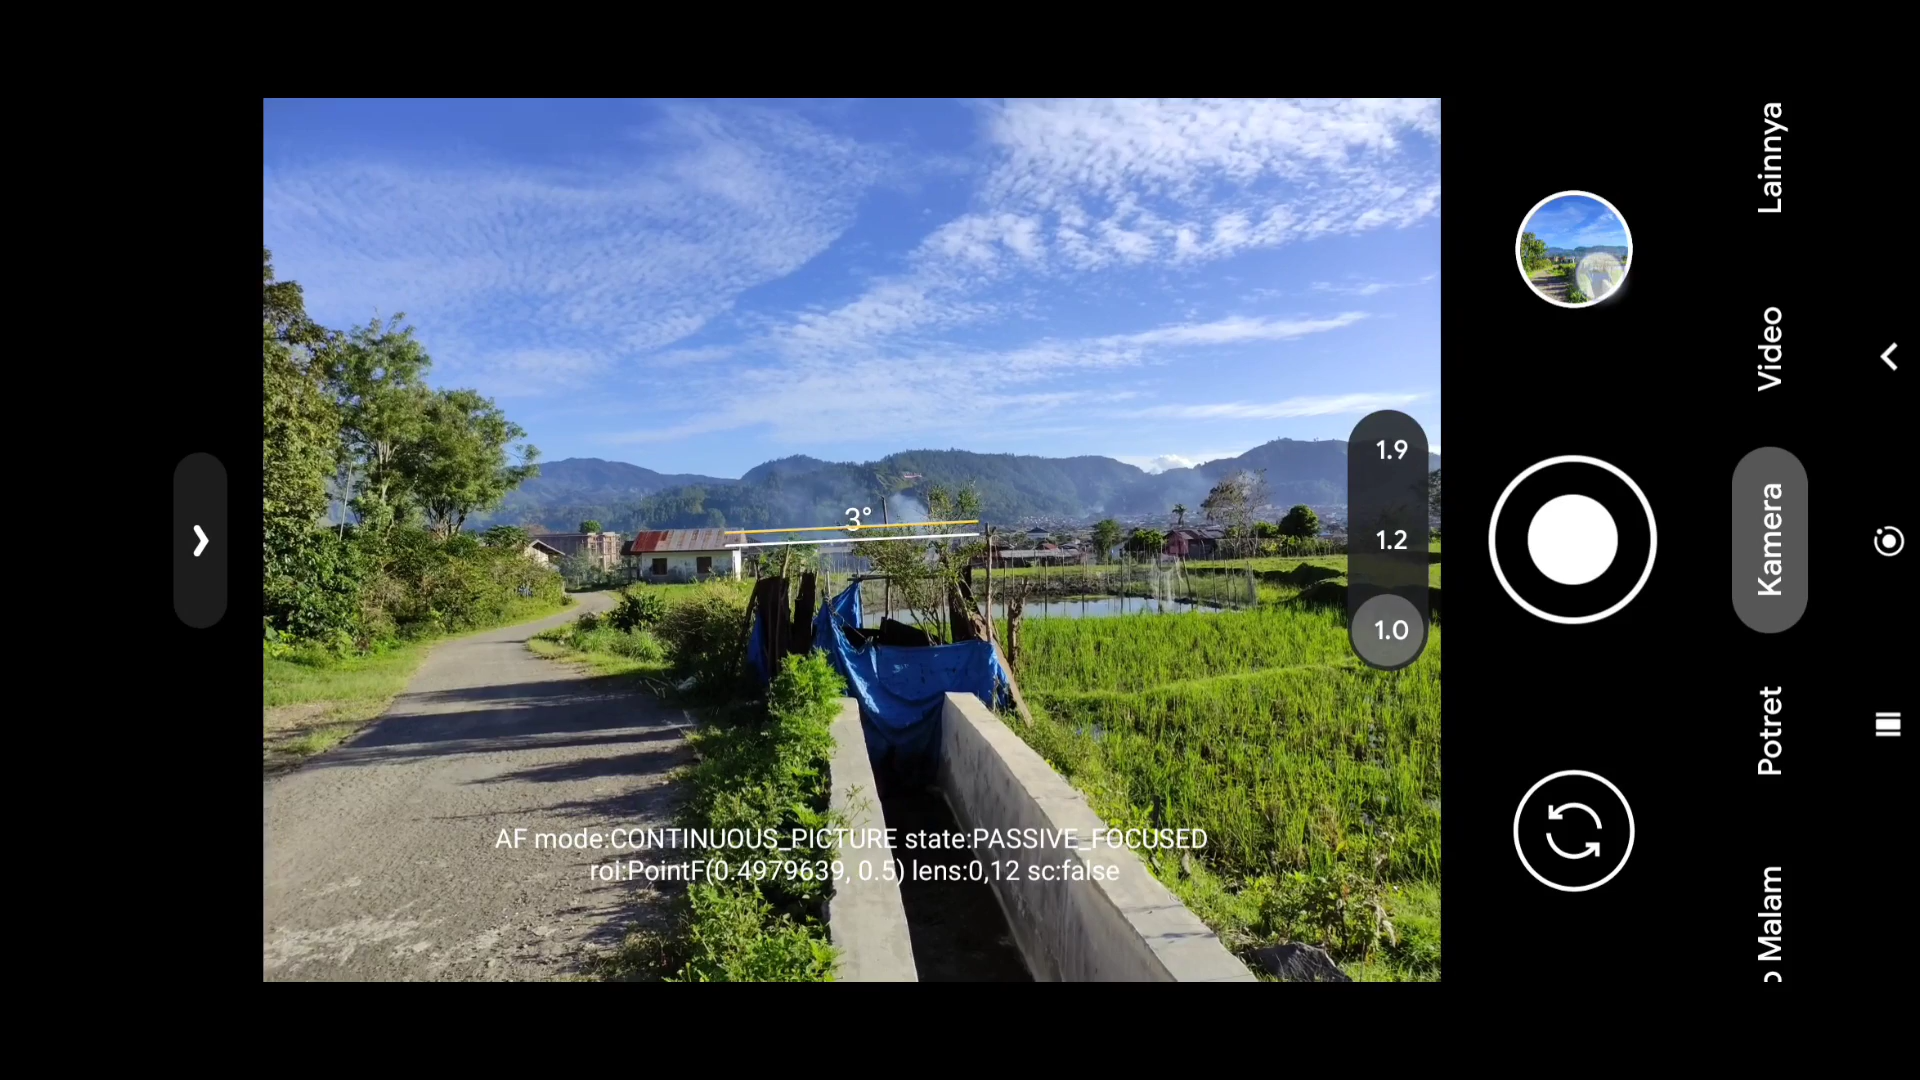 3°
1.9
1.2
1.0
AF mode:CONTINUOUS_PICTURE state:PASSIVE_FOCUSED
roi:PointF(0.4979639, 0.5) lens:0,12 sc:false
Lainnya
Video
Kamera
Potret
Malam